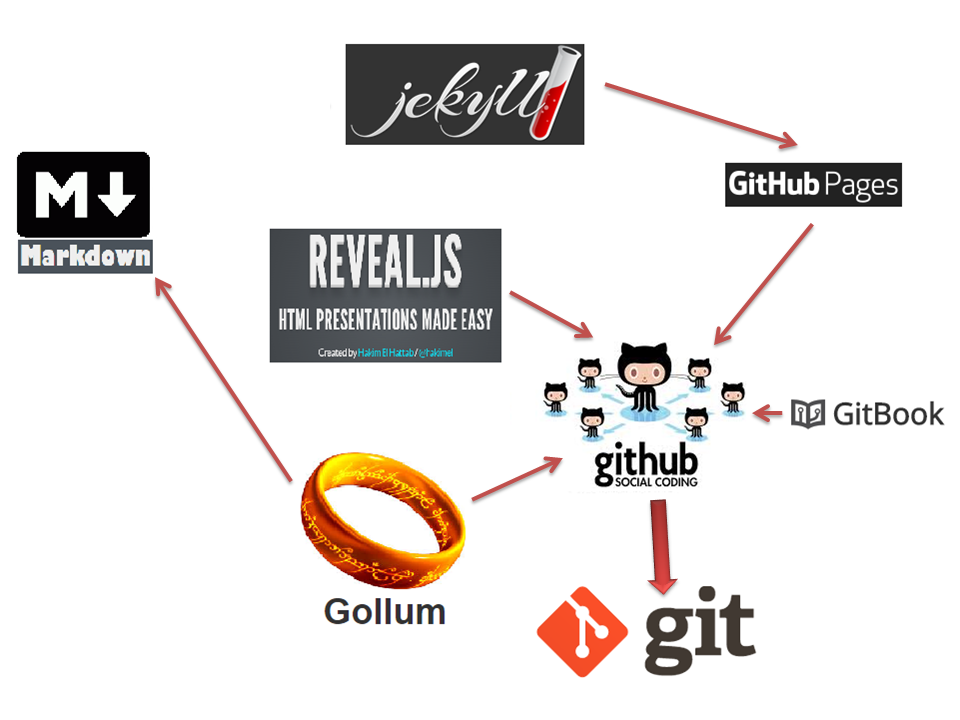 jekyll
GitHub Pages
M
Markdown
REVEAL.JS
HTML PRESENTATIONS MADE EASY
Created by Hakim El Hattab / @hakimel
GitBook
github
SOCIAL CODING
Gollum
git